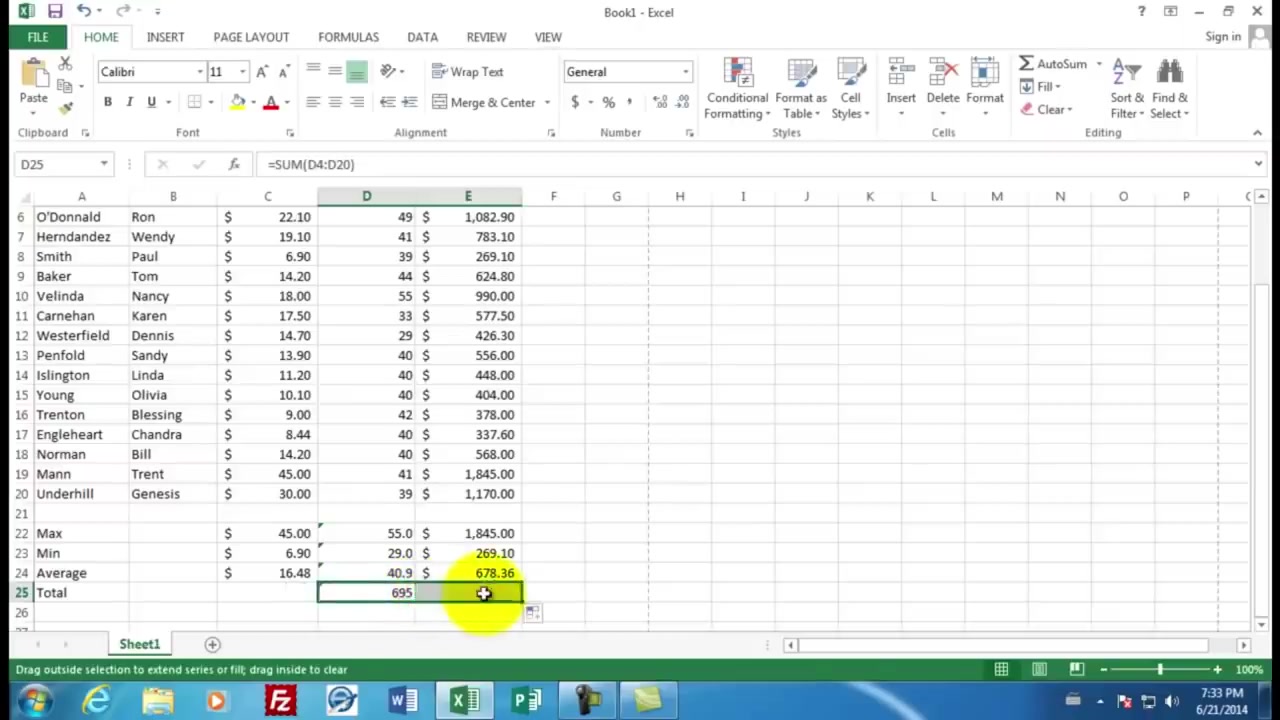 Book1 - Excel
?
FILE HOME INSERT PAGE LAYOUT FORMULAS DATA REVIEW VIEW Sign in
Calibri 11 Wrap Text General AutoSum
Paste Conditional Formatting Format as Table Cell Styles Insert Delete Format Fill Sort & Filter Find & Select
B I U Merge & Center $ % , Clear
Clipboard Font Alignment Number Styles Cells Editing
D25 fx =SUM(D4:D20)
A B C D E F G H I J K L M N O P
6 O'Donnald Ron $ 22.10 49 $ 1,082.90
7 Herndandez Wendy $ 19.10 41 $ 783.10
8 Smith Paul $ 6.90 39 $ 269.10
9 Baker Tom $ 14.20 44 $ 624.80
10 Velinda Nancy $ 18.00 55 $ 990.00
11 Carnehan Karen $ 17.50 33 $ 577.50
12 Westerfield Dennis $ 14.70 29 $ 426.30
13 Penfold Sandy $ 13.90 40 $ 556.00
14 Islington Linda $ 11.20 40 $ 448.00
15 Young Olivia $ 10.10 40 $ 404.00
16 Trenton Blessing $ 9.00 42 $ 378.00
17 Engleheart Chandra $ 8.44 40 $ 337.60
18 Norman Bill $ 14.20 40 $ 568.00
19 Mann Trent $ 45.00 41 $ 1,845.00
20 Underhill Genesis $ 30.00 39 $ 1,170.00
21
22 Max $ 45.00 55.0 $ 1,845.00
23 Min $ 6.90 29.0 $ 269.10
24 Average $ 16.48 40.9 $ 678.36
25 Total 695
26
Sheet1
Drag outside selection to extend series or fill; drag inside to clear 100%
7:33 PM
6/21/2014